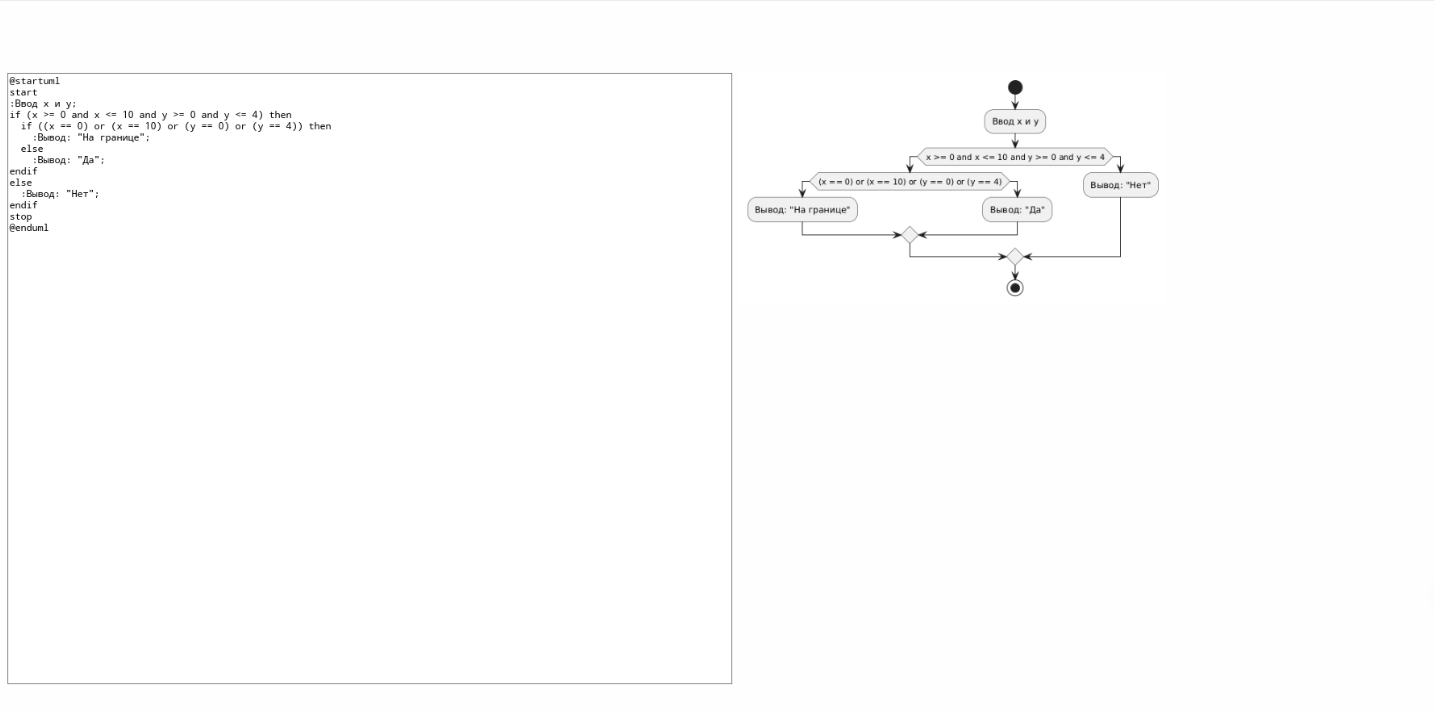 @startuml
start
:Ввод x и y;
if (x >= 0 and x <= 10 and y >= 0 and y <= 4) then
  if ((x == 0) or (x == 10) or (y == 0) or (y == 4)) then
    :Вывод: "На границе";
  else
    :Вывод: "Да";
endif
else
  :Вывод: "Нет";
endif
stop
@enduml
Ввод x и y
x >= 0 and x <= 10 and y >= 0 and y <= 4
(x == 0) or (x == 10) or (y == 0) or (y == 4)
Вывод: "Нет"
Вывод: "На границе"
Вывод: "Да"